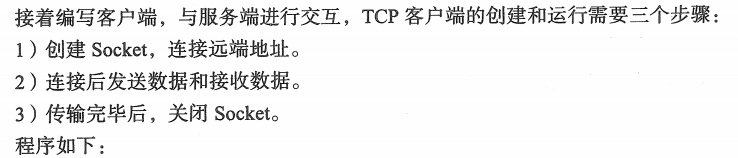 接着编写客户端，与服务端进行交互，TCP 客户端的创建和运行需要三个步骤：
1）创建 Socket，连接远端地址。
2）连接后发送数据和接收数据。
3）传输完毕后，关闭 Socket。
程序如下：